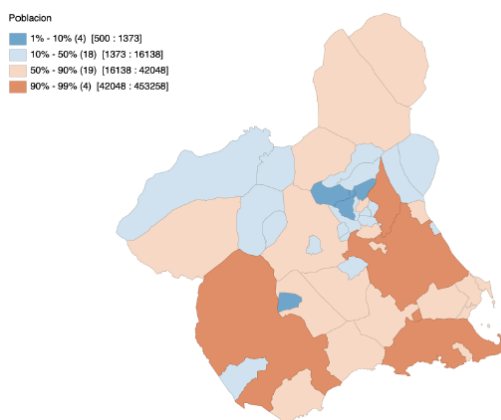 Poblacion
1% - 10% (4) [500 : 1373]
10% - 50% (18) [1373 : 16138]
50% - 90% (19) [16138 : 42048]
90% - 99% (4) [42048 : 453258]